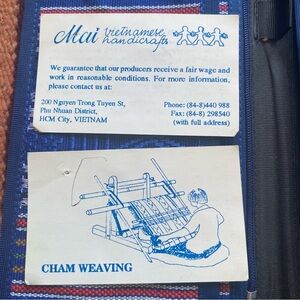 Mai vietnamese
handicrafts
We guarantee that our producers receive a fair wage and
work in reasonable conditions. For more information,
please contact us at:
200 Nguyen Trong Tuyen St, Phone: (84-8)440 988
Phu Nhuan District, Fax: (84-8) 298540
HCM City, VIETNAM (with full address)
CHAM WEAVING